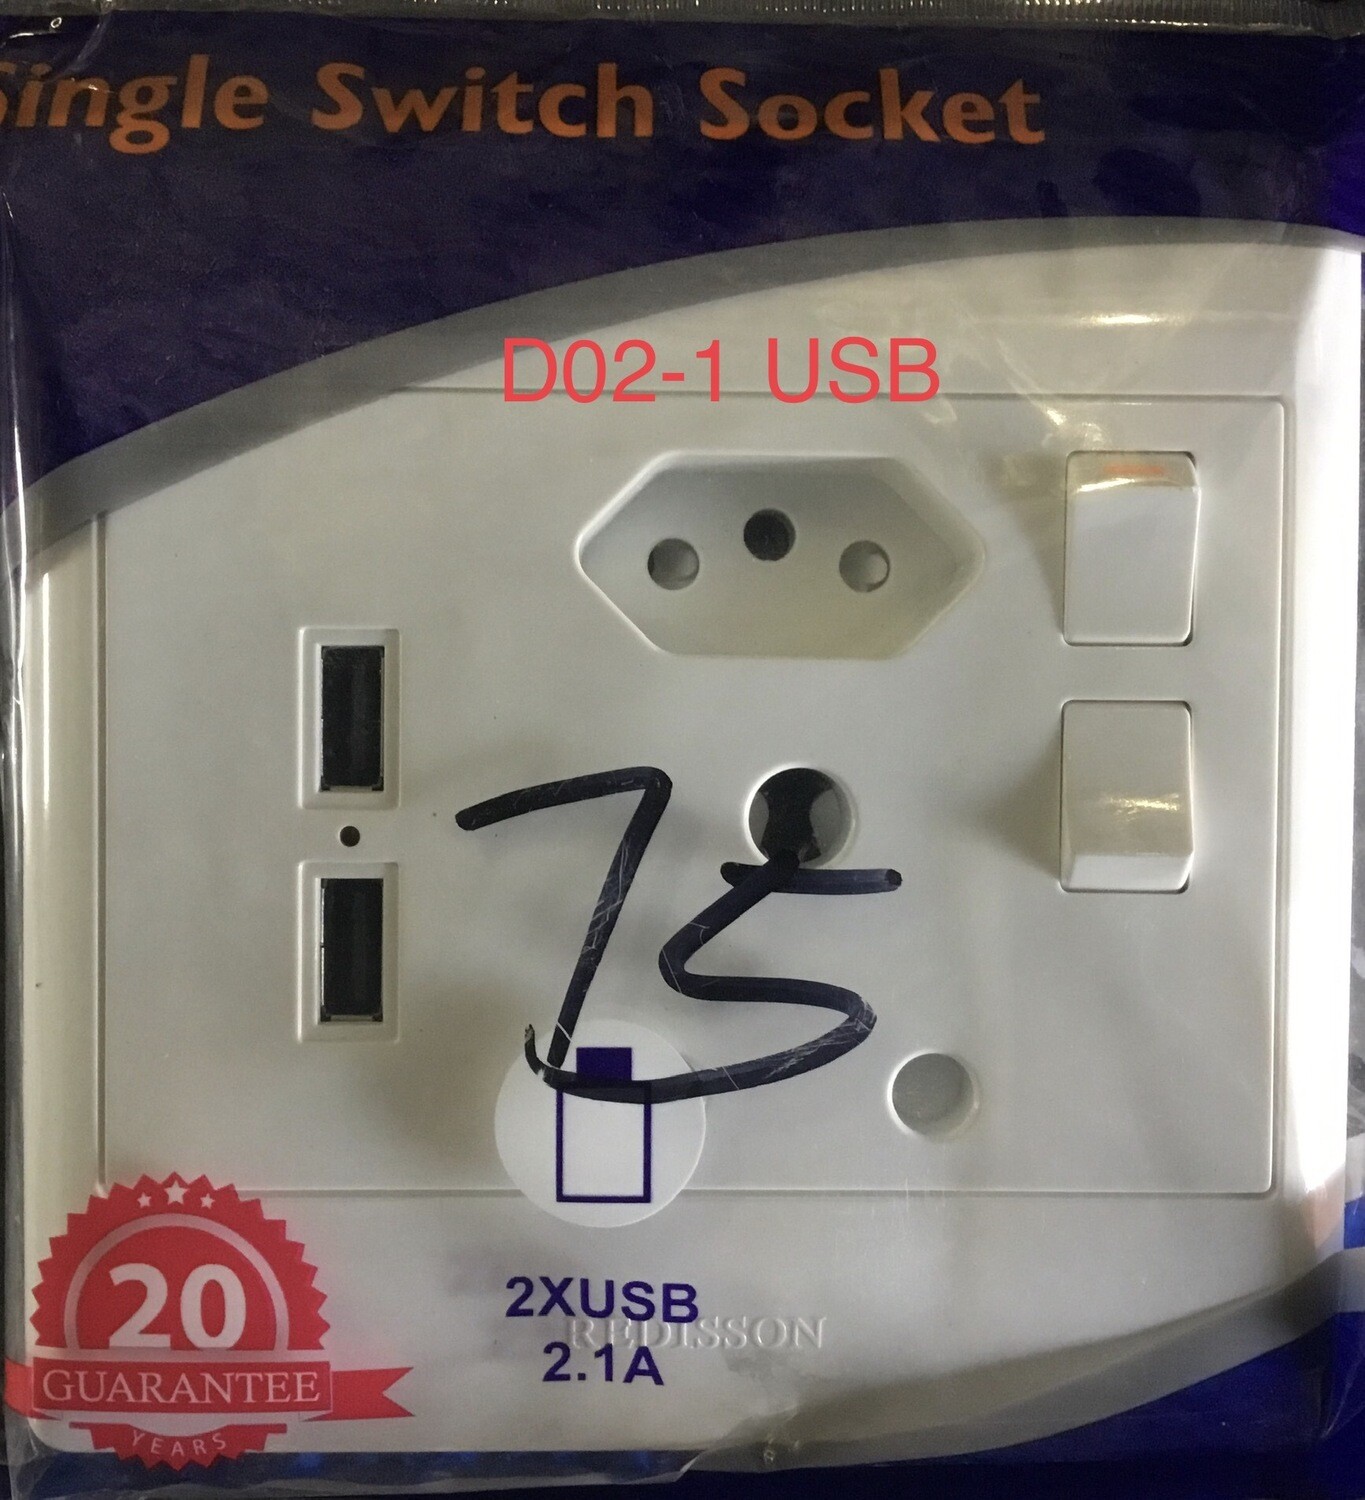 Single Switch Socket
D02-1 USB
75
2XUSB
REDISSON
2.1A
20
GUARANTEE
YEARS